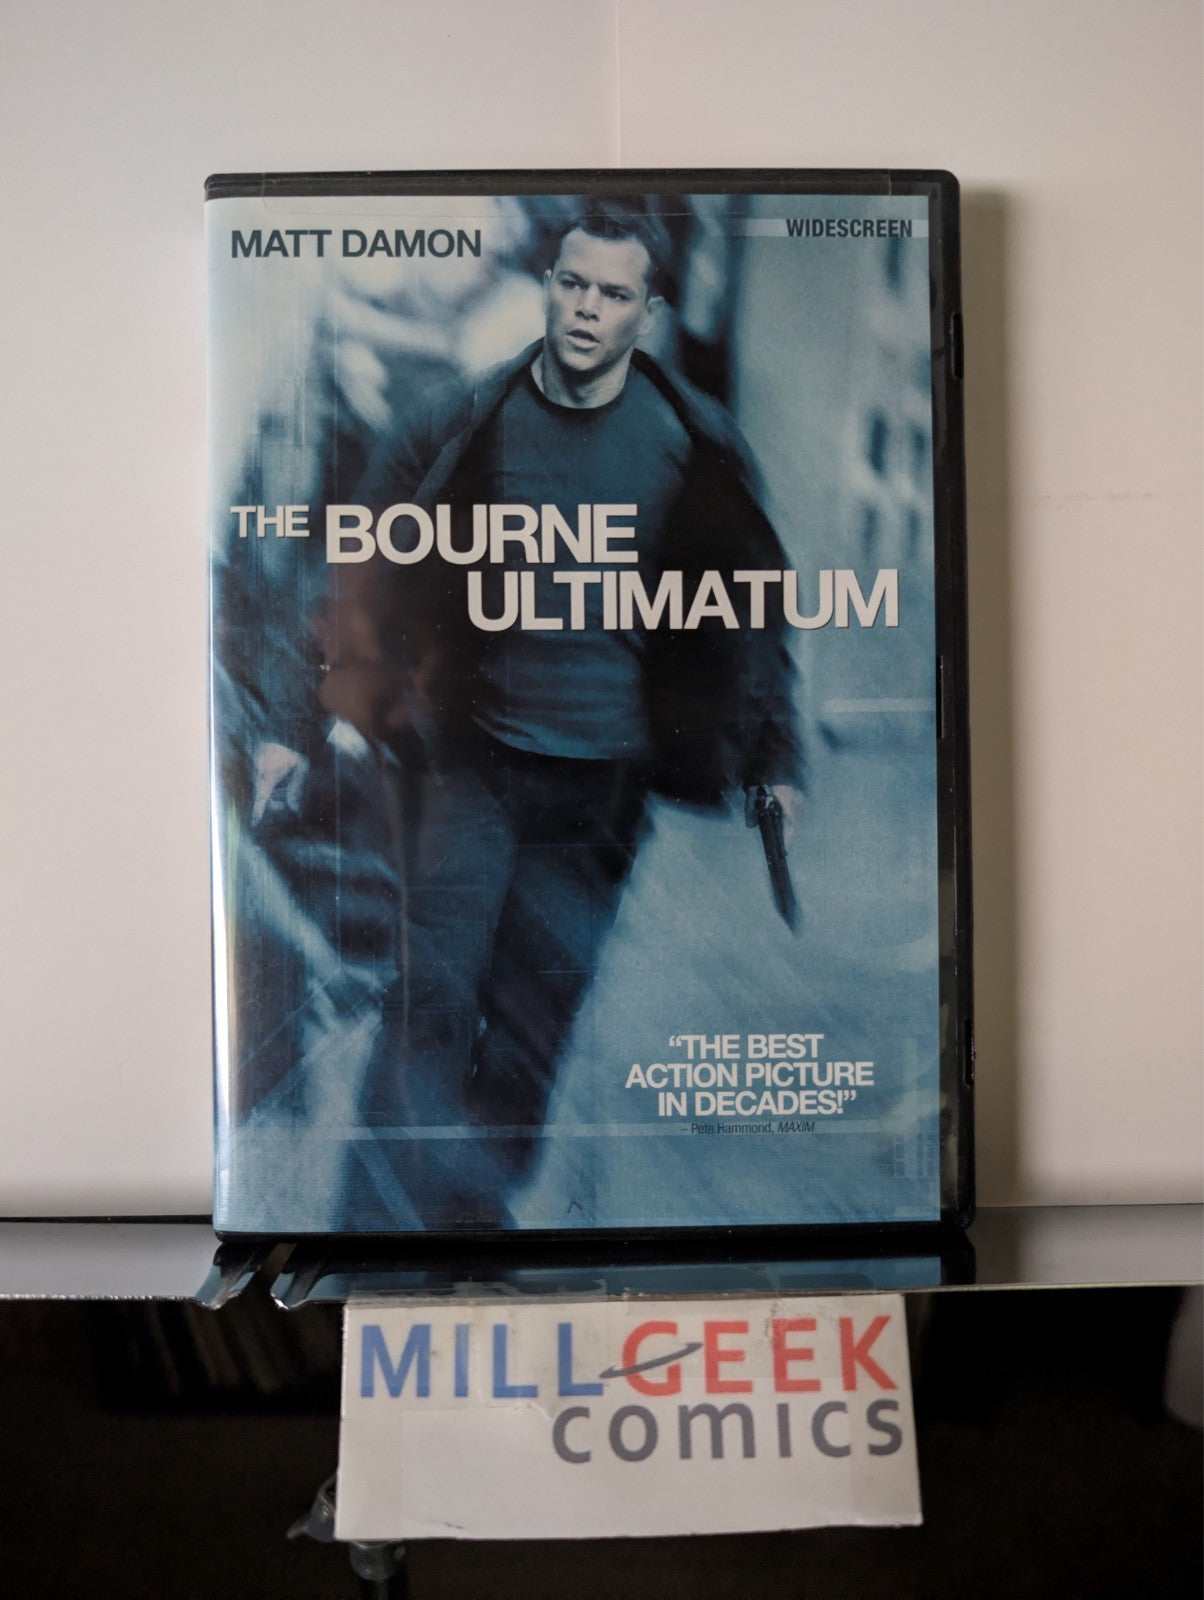 MATT DAMON
WIDESCREEN
THE BOURNE
ULTIMATUM
“THE BEST
ACTION PICTURE
IN DECADES!”
– Pete Hammond, MAXIM
MILLGEEK
comics